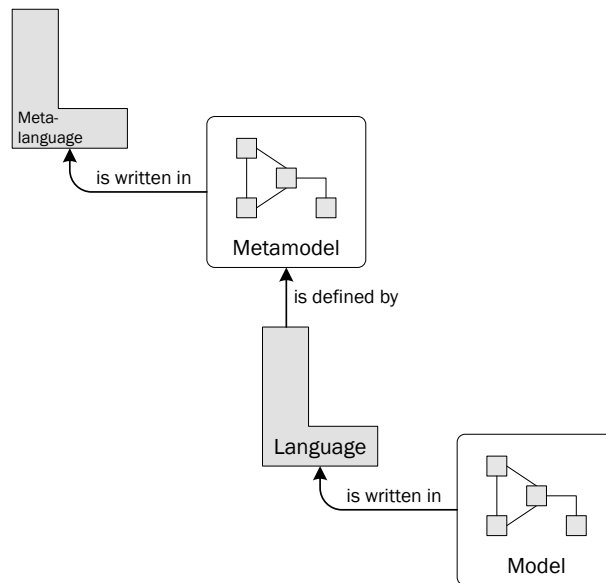 Meta-
language
is written in
Metamodel
is defined by
Language
is written in
Model